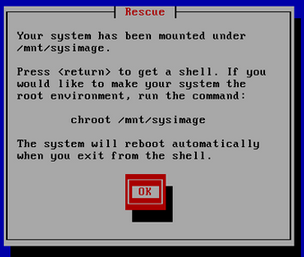 Rescue
Your system has been mounted under
/mnt/sysimage.
Press <return> to get a shell. If you
would like to make your system the
root environment, run the command:
chroot /mnt/sysimage
The system will reboot automatically
when you exit from the shell.
OK